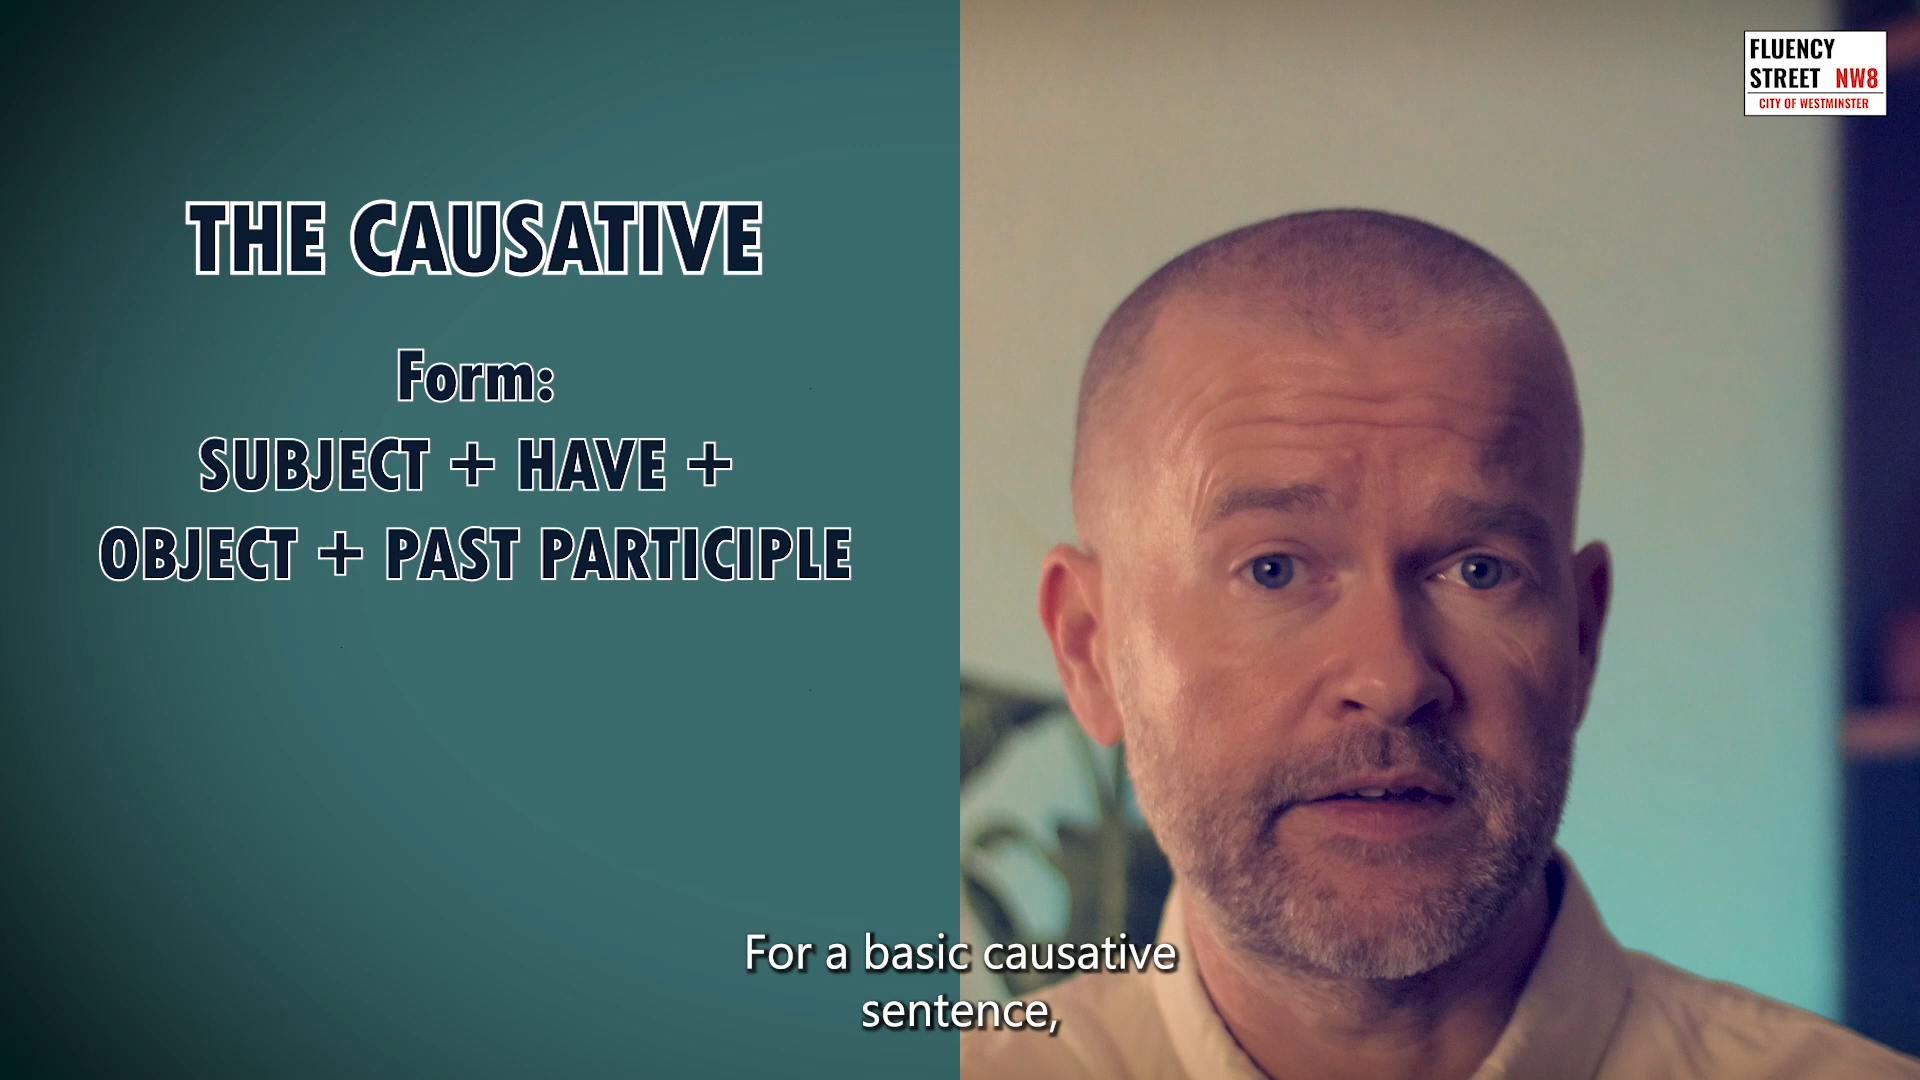 THE CAUSATIVE
Form:
SUBJECT + HAVE +
OBJECT + PAST PARTICIPLE
FLUENCY
STREET NW8
CITY OF WESTMINSTER
For a basic causative
sentence,